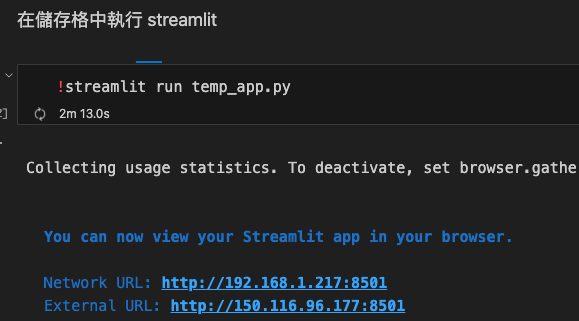 在儲存格中執行 streamlit
!streamlit run temp_app.py
2m 13.0s
Collecting usage statistics. To deactivate, set browser.gathe
You can now view your Streamlit app in your browser.
Network URL: http://192.168.1.217:8501
External URL: http://150.116.96.177:8501